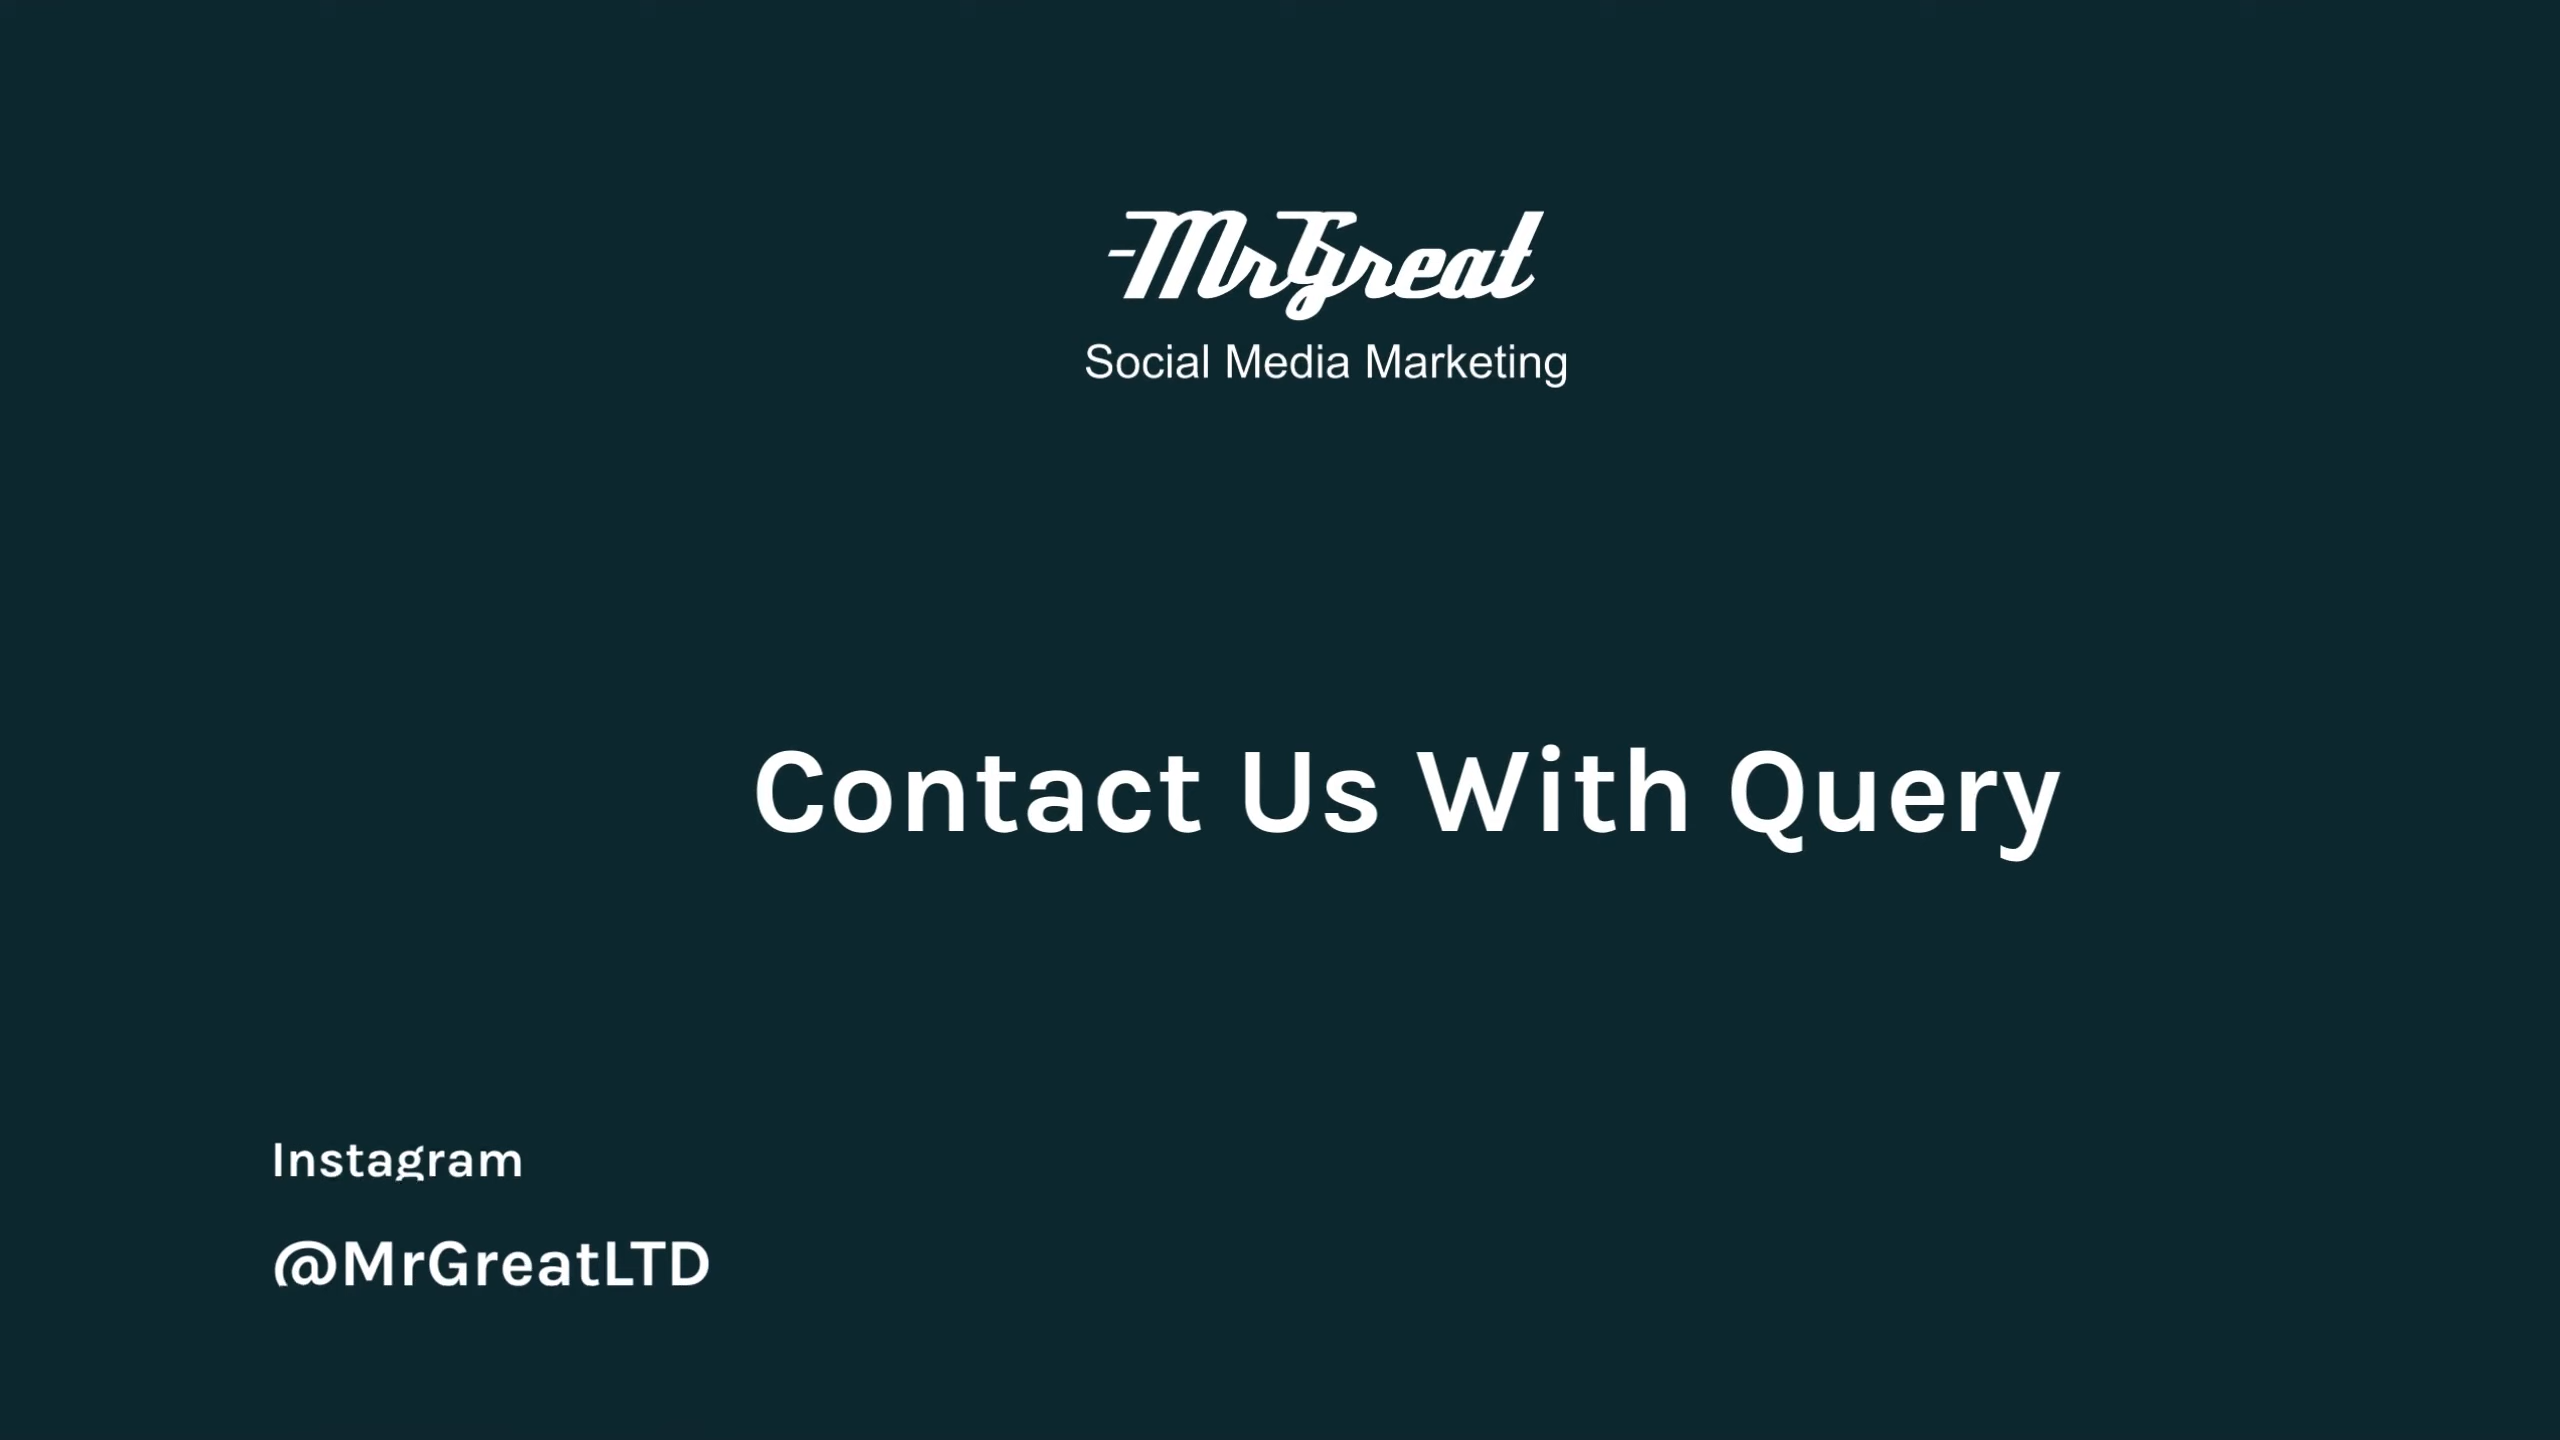 MrGreat
Social Media Marketing
Contact Us With Query
Instagram
@MrGreatLTD